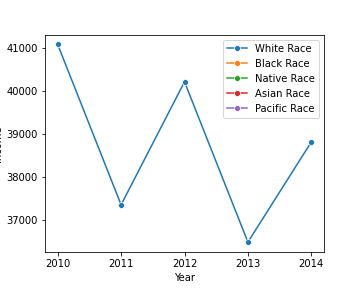 41000
40000
39000
38000
37000
White Race
Black Race
Native Race
Asian Race
Pacific Race
2010 2011 2012 2013 2014
Year